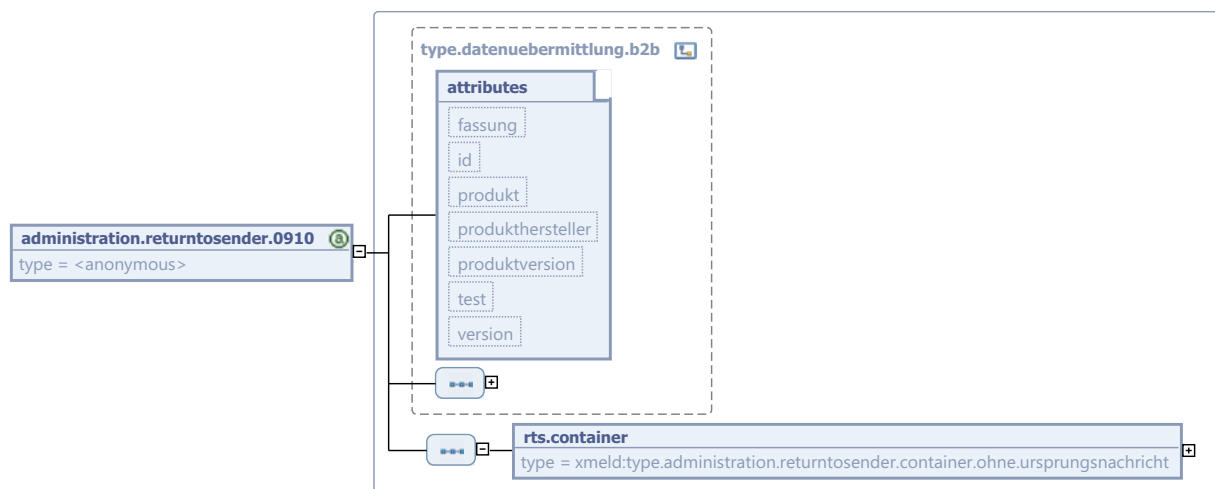 type.datenuebermittlung.b2b
attributes
fassung
id
produkt
produkthersteller
produktversion
test
version
administration.returntosender.0910 a
type = <anonymous>
rts.container
type = xmeld:type.administration.returntosender.container.ohne.ursprungsnachricht